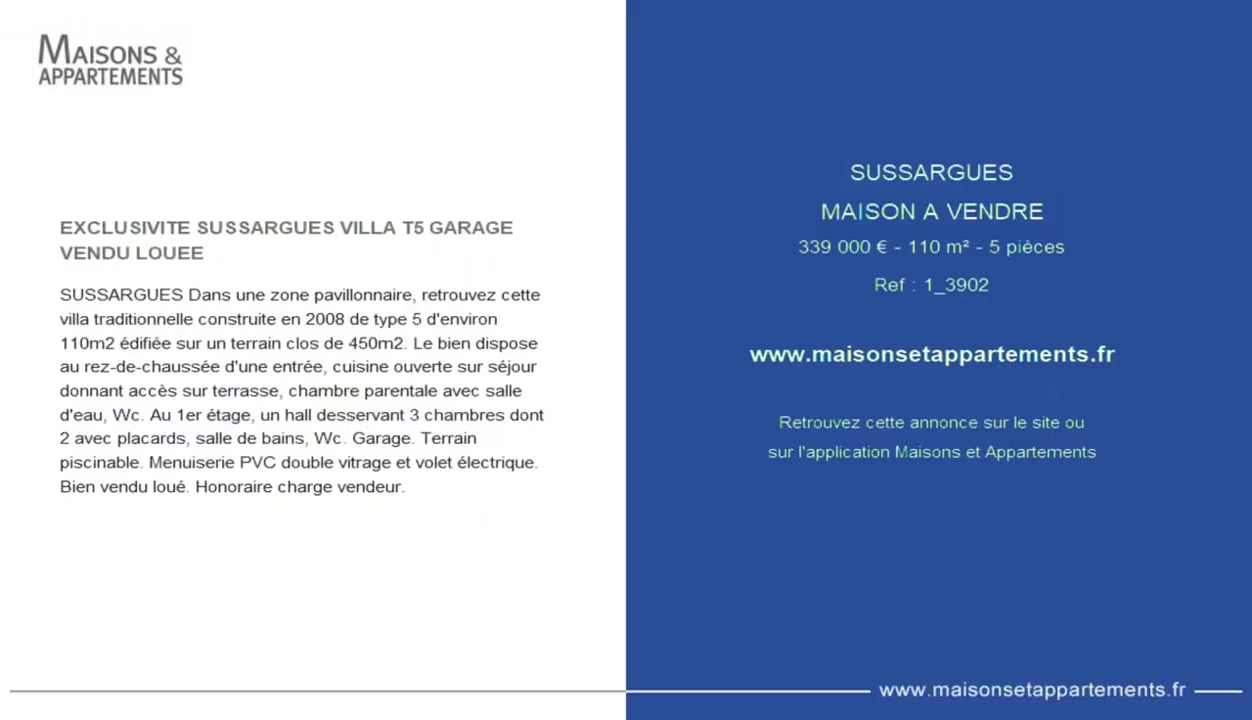 MAISONS &
APPARTEMENTS
EXCLUSIVITE SUSSARGUES VILLA T5 GARAGE
VENDU LOUEE
SUSSARGUES Dans une zone pavillonnaire, retrouvez cette
villa traditionnelle construite en 2008 de type 5 d'environ
110m2 édifiée sur un terrain clos de 450m2. Le bien dispose
au rez-de-chaussée d'une entrée, cuisine ouverte sur séjour
donnant accès sur terrasse, chambre parentale avec salle
d'eau, Wc. Au 1er étage, un hall desservant 3 chambres dont
2 avec placards, salle de bains, Wc. Garage. Terrain
piscinable. Menuiserie PVC double vitrage et volet électrique.
Bien vendu loué. Honoraire charge vendeur.
SUSSARGUES
MAISON A VENDRE
339 000 € - 110 m² - 5 pièces
Ref : 1_3902
www.maisonsetappartements.fr
Retrouvez cette annonce sur le site ou
sur l'application Maisons et Appartements
www.maisonsetappartements.fr